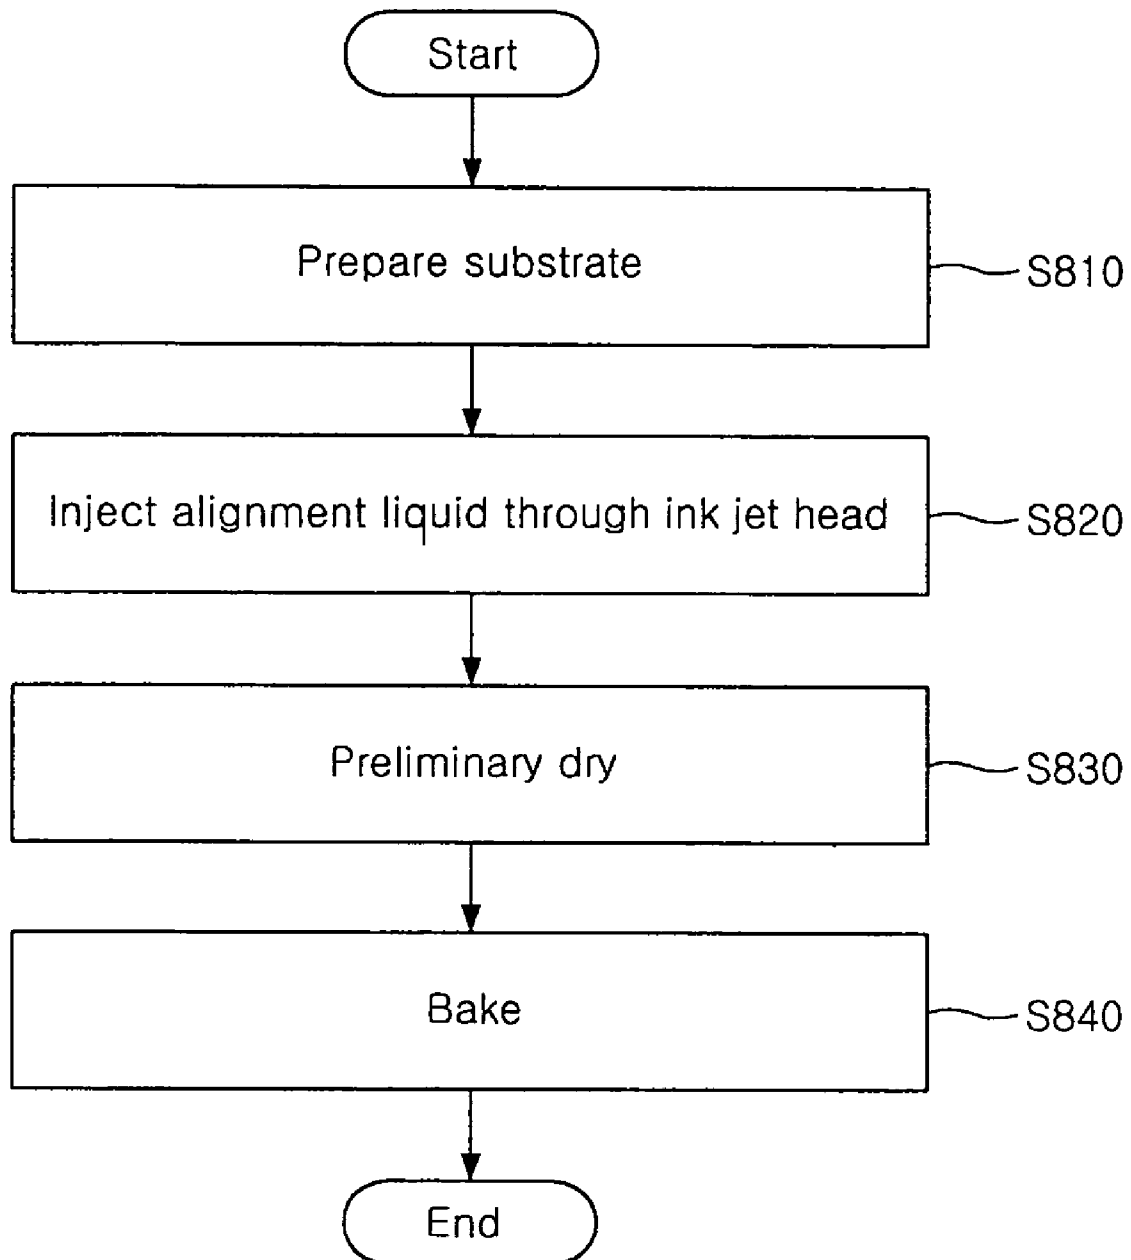 Start
Prepare substrate
S810
Inject alignment liquid through ink jet head
S820
Preliminary dry
S830
Bake
S840
End